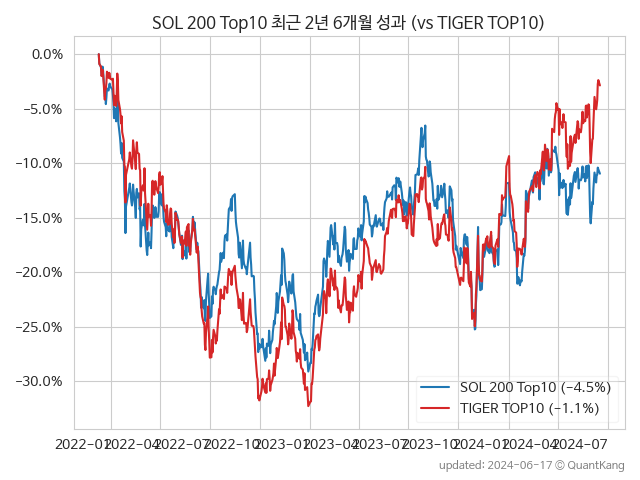 SOL 200 Top10 최근 2년 6개월 성과 (vs TIGER TOP10)
0.0%
−5.0%
−10.0%
−15.0%
−20.0%
−25.0%
−30.0%
SOL 200 Top10 (−4.5%)
TIGER TOP10 (−1.1%)
2022-01 2022-04 2022-07 2022-10 2023-01 2023-04 2023-07 2023-10 2024-01 2024-04 2024-07
updated: 2024-06-17 © QuantKang